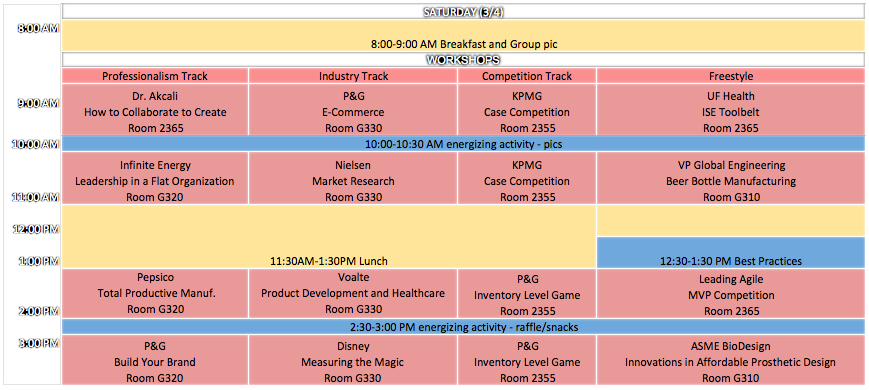 SATURDAY (3/4)
8:00 AM
8:00-9:00 AM Breakfast and Group pic
WORKSHOPS
Professionalism Track
Industry Track
Competition Track
Freestyle
9:00 AM
Dr. Akcali
How to Collaborate to Create
Room 2365
P&G
E-Commerce
Room G330
KPMG
Case Competition
Room 2355
UF Health
ISE Toolbelt
Room 2365
10:00 AM
10:00-10:30 AM energizing activity - pics
Infinite Energy
Leadership in a Flat Organization
Room G320
Nielsen
Market Research
Room G330
KPMG
Case Competition
Room 2355
VP Global Engineering
Beer Bottle Manufacturing
Room G310
11:00 AM
12:00 PM
1:00 PM
11:30AM-1:30PM Lunch
12:30-1:30 PM Best Practices
Pepsico
Total Productive Manuf.
Room G320
Voalte
Product Development and Healthcare
Room G330
P&G
Inventory Level Game
Room 2355
Leading Agile
MVP Competition
Room 2365
2:00 PM
2:30-3:00 PM energizing activity - raffle/snacks
3:00 PM
P&G
Build Your Brand
Room G320
Disney
Measuring the Magic
Room G330
P&G
Inventory Level Game
Room 2355
ASME BioDesign
Innovations in Affordable Prosthetic Design
Room G310